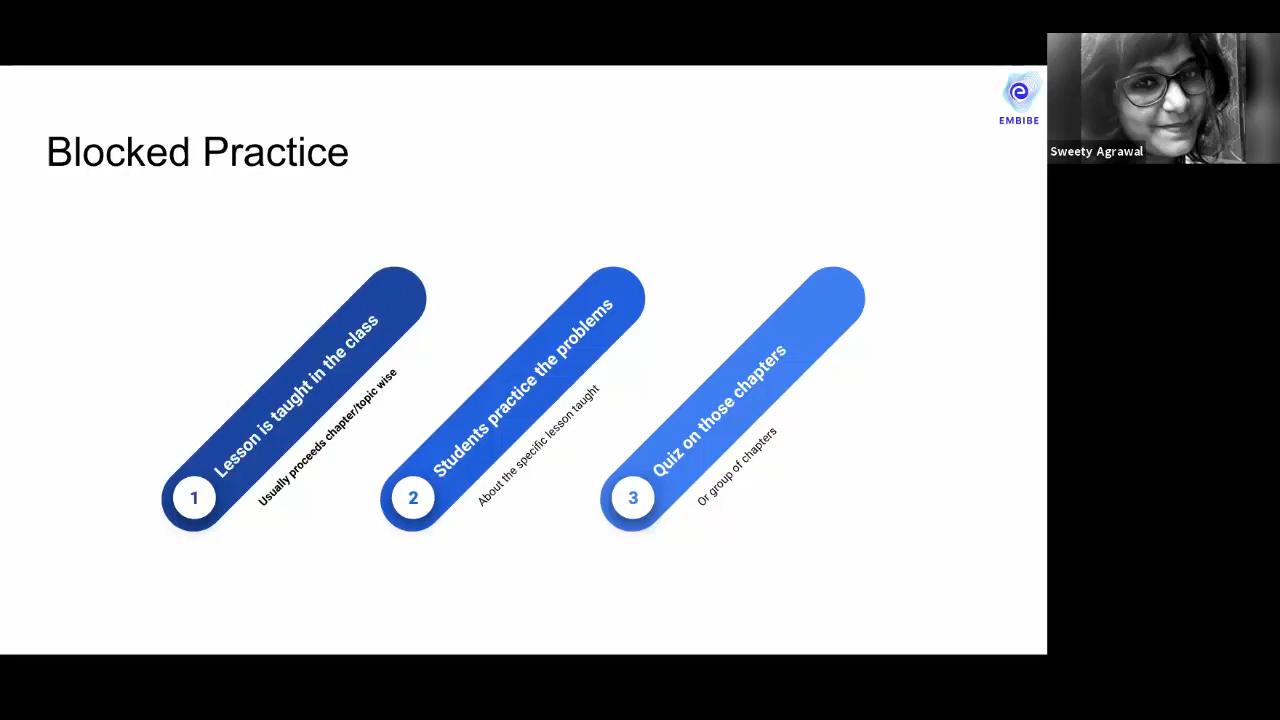 EMBIBE
Sweety Agrawal
Blocked Practice
1
Lesson is taught in the class
Usually proceeds chapter/topic wise
2
Students practice the problems
About the specific lesson taught
3
Quiz on those chapters
Or group of chapters